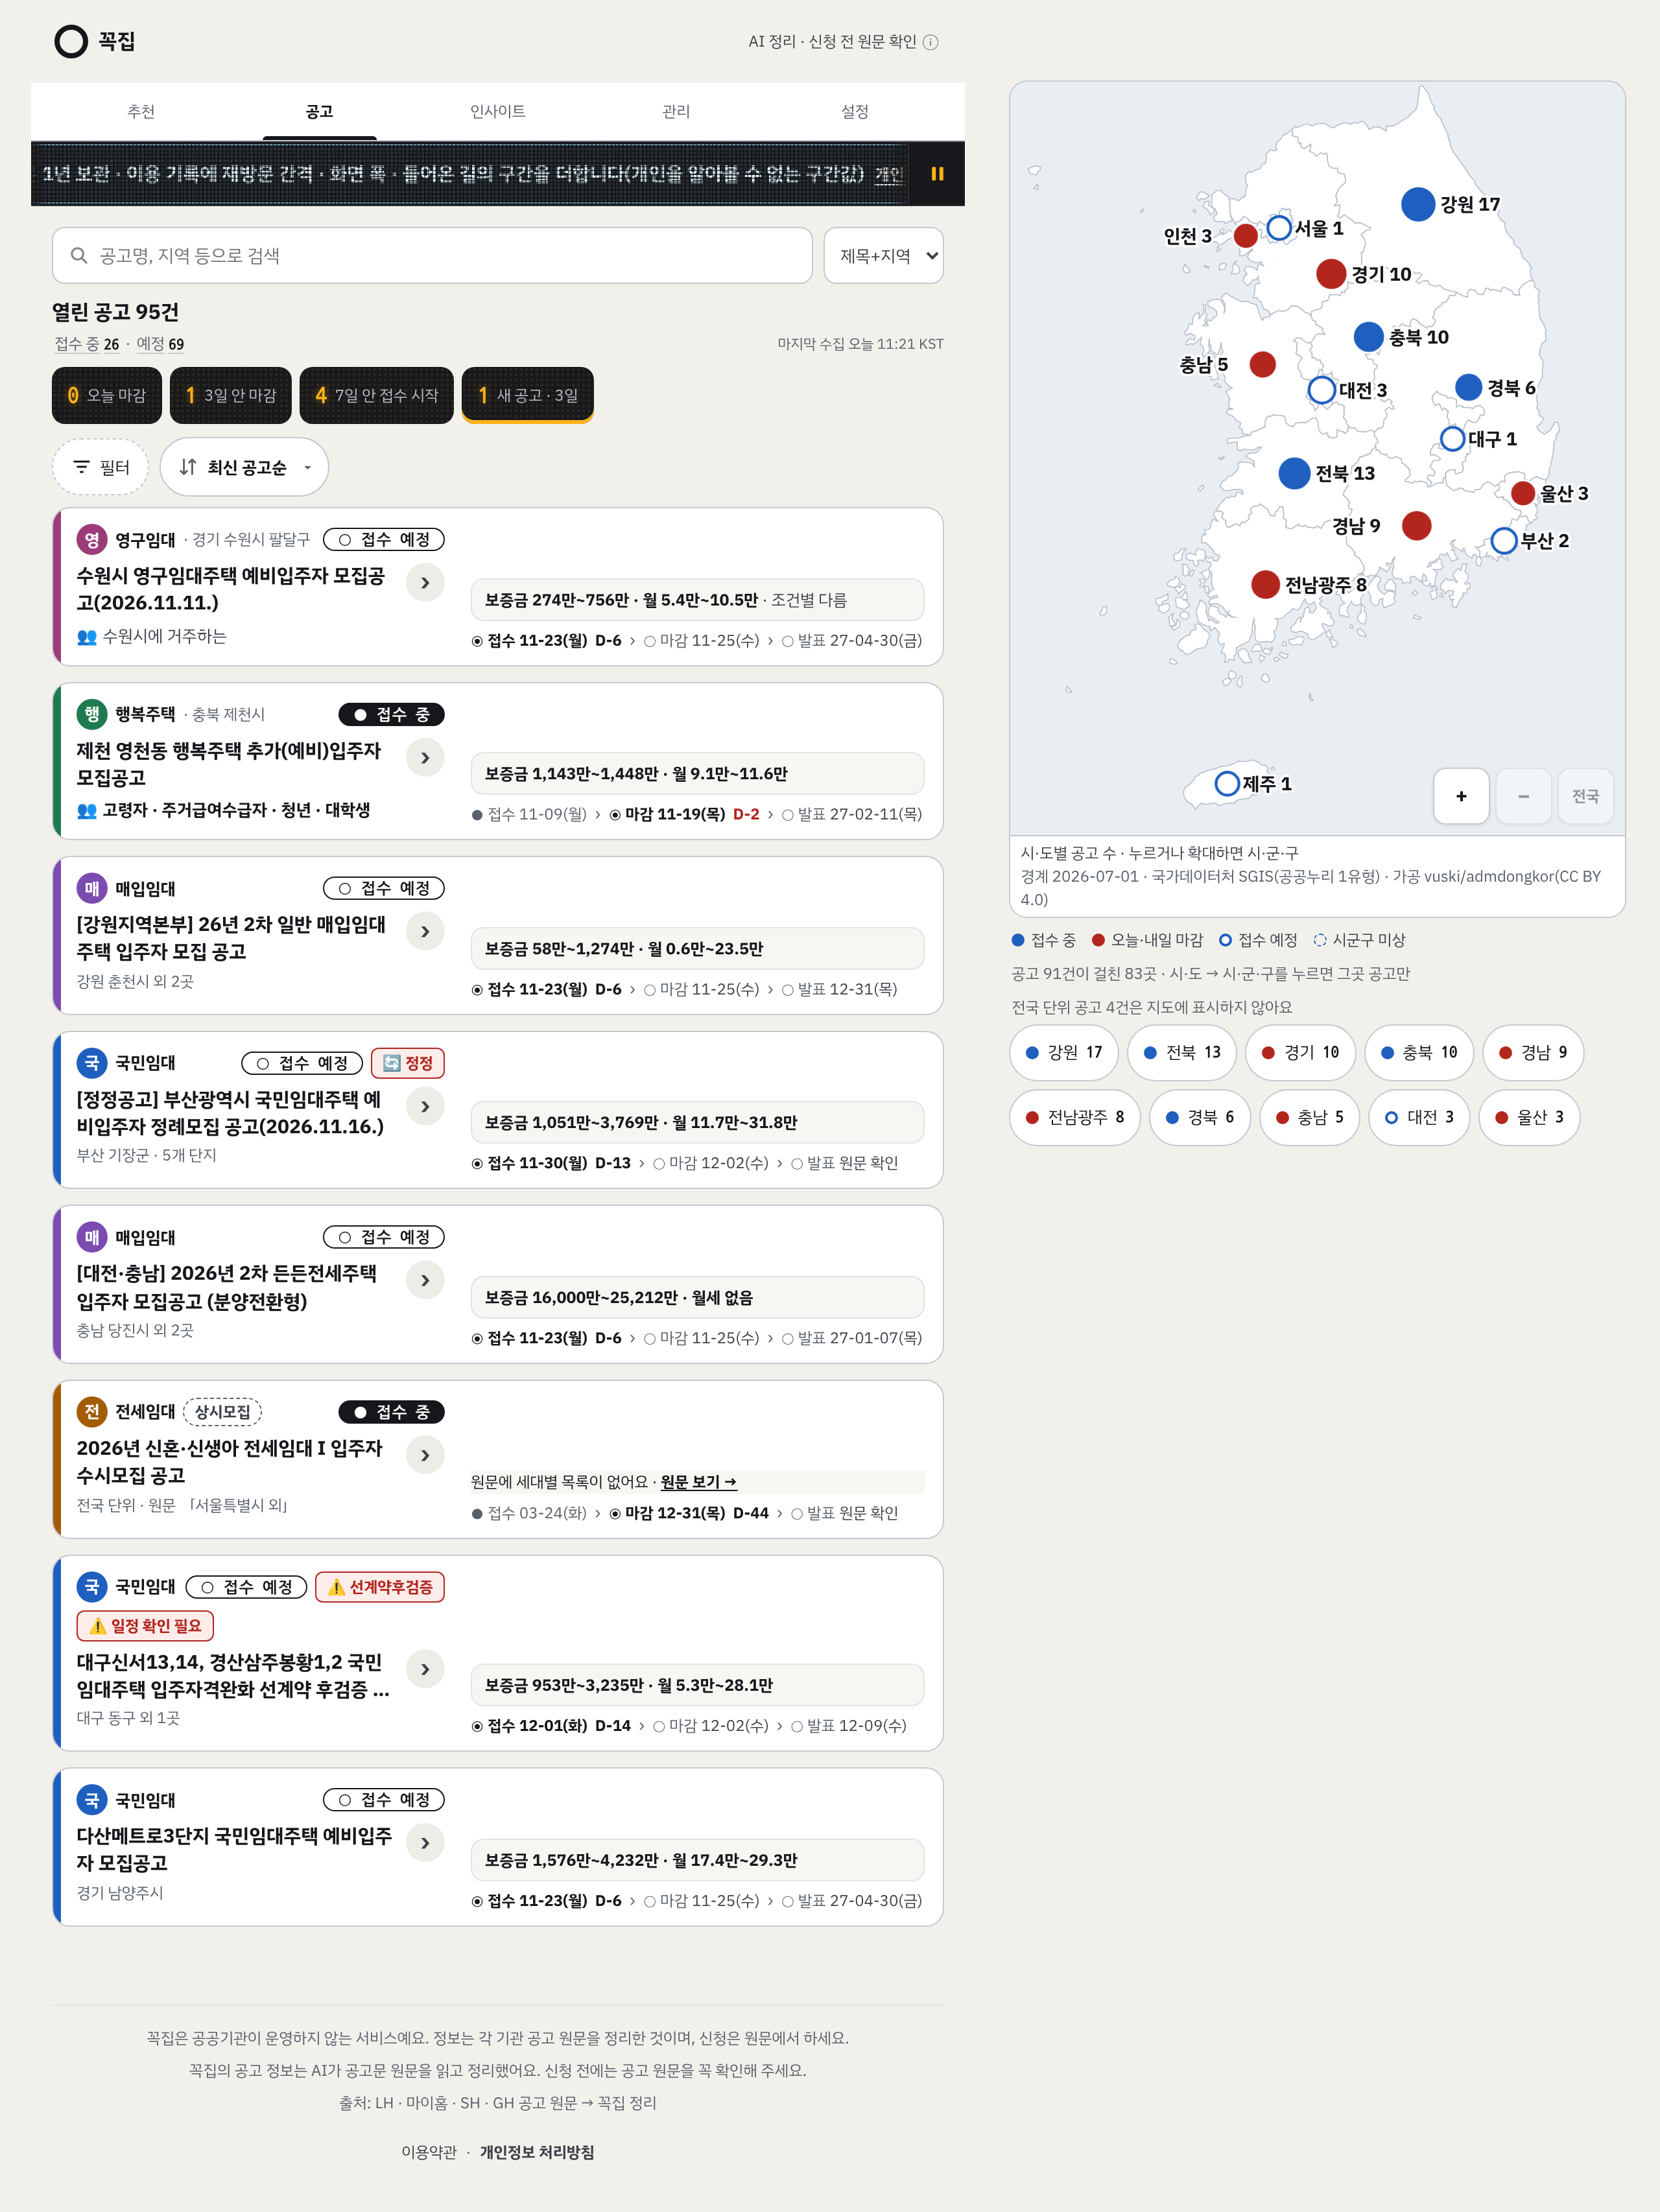 꼭집
AI 정리 · 신청 전 원문 확인 ⓘ
추천
공고
인사이트
관리
설정
1년 보관 · 이용 기록에 재방문 간격 · 화면 폭 · 들어온 길의 구간을 더합니다(개인을 알아볼 수 없는 구간값) 개인
공고명, 지역 등으로 검색
제목+지역
열린 공고 95건
접수 중 26 · 예정 69
마지막 수집 오늘 11:21 KST
0 오늘 마감
1 3일 안 마감
4 7일 안 접수 시작
1 새 공고 · 3일
필터
최신 공고순
영 영구임대 · 경기 수원시 팔달구 ○ 접수 예정
수원시 영구임대주택 예비입주자 모집공
고(2026.11.11.)
👥 수원시에 거주하는
보증금 274만~756만 · 월 5.4만~10.5만 · 조건별 다름
◉ 접수 11-23(월) D-6 › ○ 마감 11-25(수) › ○ 발표 27-04-30(금)
행 행복주택 · 충북 제천시 ● 접수 중
제천 영천동 행복주택 추가(예비)입주자
모집공고
👥 고령자 · 주거급여수급자 · 청년 · 대학생
보증금 1,143만~1,448만 · 월 9.1만~11.6만
● 접수 11-09(월) › ◉ 마감 11-19(목) D-2 › ○ 발표 27-02-11(목)
매 매입임대 ○ 접수 예정
[강원지역본부] 26년 2차 일반 매입임대
주택 입주자 모집 공고
강원 춘천시 외 2곳
보증금 58만~1,274만 · 월 0.6만~23.5만
◉ 접수 11-23(월) D-6 › ○ 마감 11-25(수) › ○ 발표 12-31(목)
국 국민임대 ○ 접수 예정 🔄 정정
[정정공고] 부산광역시 국민임대주택 예
비입주자 정례모집 공고(2026.11.16.)
부산 기장군 · 5개 단지
보증금 1,051만~3,769만 · 월 11.7만~31.8만
◉ 접수 11-30(월) D-13 › ○ 마감 12-02(수) › ○ 발표 원문 확인
매 매입임대 ○ 접수 예정
[대전·충남] 2026년 2차 든든전세주택
입주자 모집공고 (분양전환형)
충남 당진시 외 2곳
보증금 16,000만~25,212만 · 월세 없음
◉ 접수 11-23(월) D-6 › ○ 마감 11-25(수) › ○ 발표 27-01-07(목)
전 전세임대 상시모집 ● 접수 중
2026년 신혼·신생아 전세임대 I 입주자
수시모집 공고
전국 단위 · 원문 「서울특별시 외」
원문에 세대별 목록이 없어요 · 원문 보기 →
● 접수 03-24(화) › ◉ 마감 12-31(목) D-44 › ○ 발표 원문 확인
국 국민임대 ○ 접수 예정 ⚠️ 선계약후검증
⚠️ 일정 확인 필요
대구신서13,14, 경산삼주봉황1,2 국민
임대주택 입주자격완화 선계약 후검증 ...
대구 동구 외 1곳
보증금 953만~3,235만 · 월 5.3만~28.1만
◉ 접수 12-01(화) D-14 › ○ 마감 12-02(수) › ○ 발표 12-09(수)
국 국민임대 ○ 접수 예정
다산메트로3단지 국민임대주택 예비입주
자 모집공고
경기 남양주시
보증금 1,576만~4,232만 · 월 17.4만~29.3만
◉ 접수 11-23(월) D-6 › ○ 마감 11-25(수) › ○ 발표 27-04-30(금)
꼭집은 공공기관이 운영하지 않는 서비스예요. 정보는 각 기관 공고 원문을 정리한 것이며, 신청은 원문에서 하세요.
꼭집의 공고 정보는 AI가 공고문 원문을 읽고 정리했어요. 신청 전에는 공고 원문을 꼭 확인해 주세요.
출처: LH · 마이홈 · SH · GH 공고 원문 → 꼭집 정리
이용약관 · 개인정보 처리방침
강원 17
서울 1
인천 3
경기 10
충북 10
충남 5
대전 3
경북 6
대구 1
전북 13
울산 3
경남 9
부산 2
전남광주 8
제주 1
+
−
전국
시·도별 공고 수 · 누르거나 확대하면 시·군·구
경계 2026-07-01 · 국가데이터처 SGIS(공공누리 1유형) · 가공 vuski/admdongkor(CC BY
4.0)
접수 중 오늘·내일 마감 접수 예정 시군구 미상
공고 91건이 걸친 83곳 · 시·도 → 시·군·구를 누르면 그곳 공고만
전국 단위 공고 4건은 지도에 표시하지 않아요
강원 17 전북 13 경기 10 충북 10 경남 9
전남광주 8 경북 6 충남 5 대전 3 울산 3